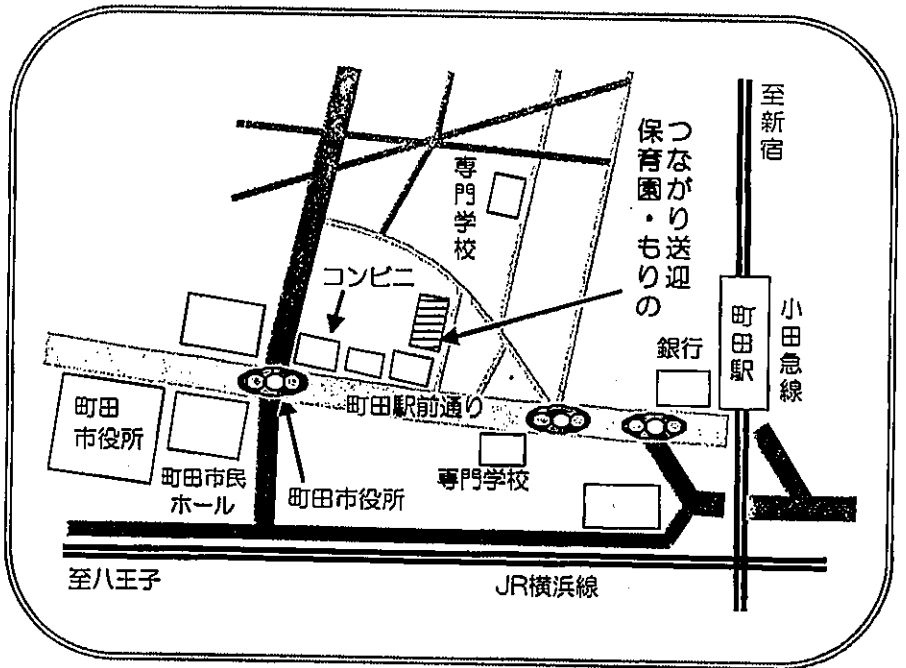 至新宿
つながり送迎
保育園・もりの
専門学校
コンビニ
小田急線
町田駅
銀行
町田駅前通り
町田
市役所
町田市民
ホール
町田市役所
専門学校
至八王子
JR横浜線